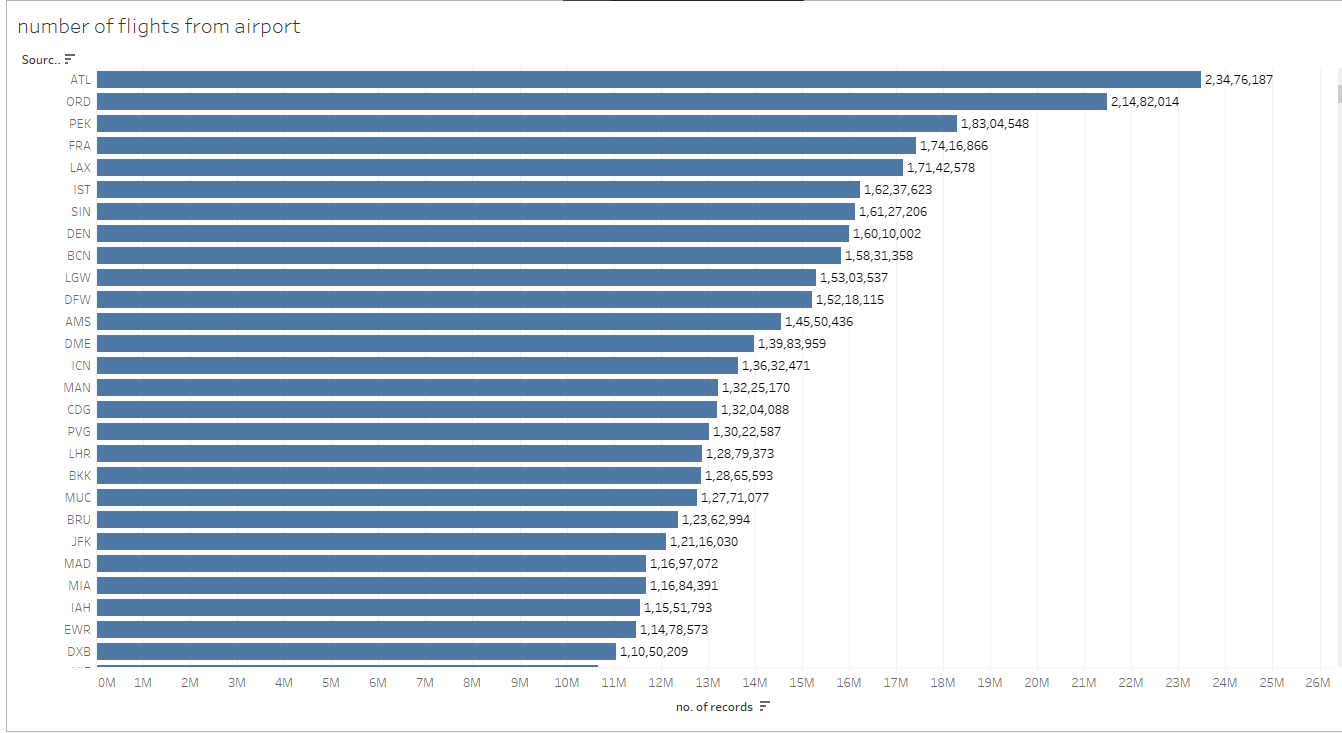 number of flights from airport
Sourc..
ATL 2,34,76,187
ORD 2,14,82,014
PEK 1,83,04,548
FRA 1,74,16,866
LAX 1,71,42,578
IST 1,62,37,623
SIN 1,61,27,206
DEN 1,60,10,002
BCN 1,58,31,358
LGW 1,53,03,537
DFW 1,52,18,115
AMS 1,45,50,436
DME 1,39,83,959
ICN 1,36,32,471
MAN 1,32,25,170
CDG 1,32,04,088
PVG 1,30,22,587
LHR 1,28,79,373
BKK 1,28,65,593
MUC 1,27,71,077
BRU 1,23,62,994
JFK 1,21,16,030
MAD 1,16,97,072
MIA 1,16,84,391
IAH 1,15,51,793
EWR 1,14,78,573
DXB 1,10,50,209
0M 1M 2M 3M 4M 5M 6M 7M 8M 9M 10M 11M 12M 13M 14M 15M 16M 17M 18M 19M 20M 21M 22M 23M 24M 25M 26M
no. of records